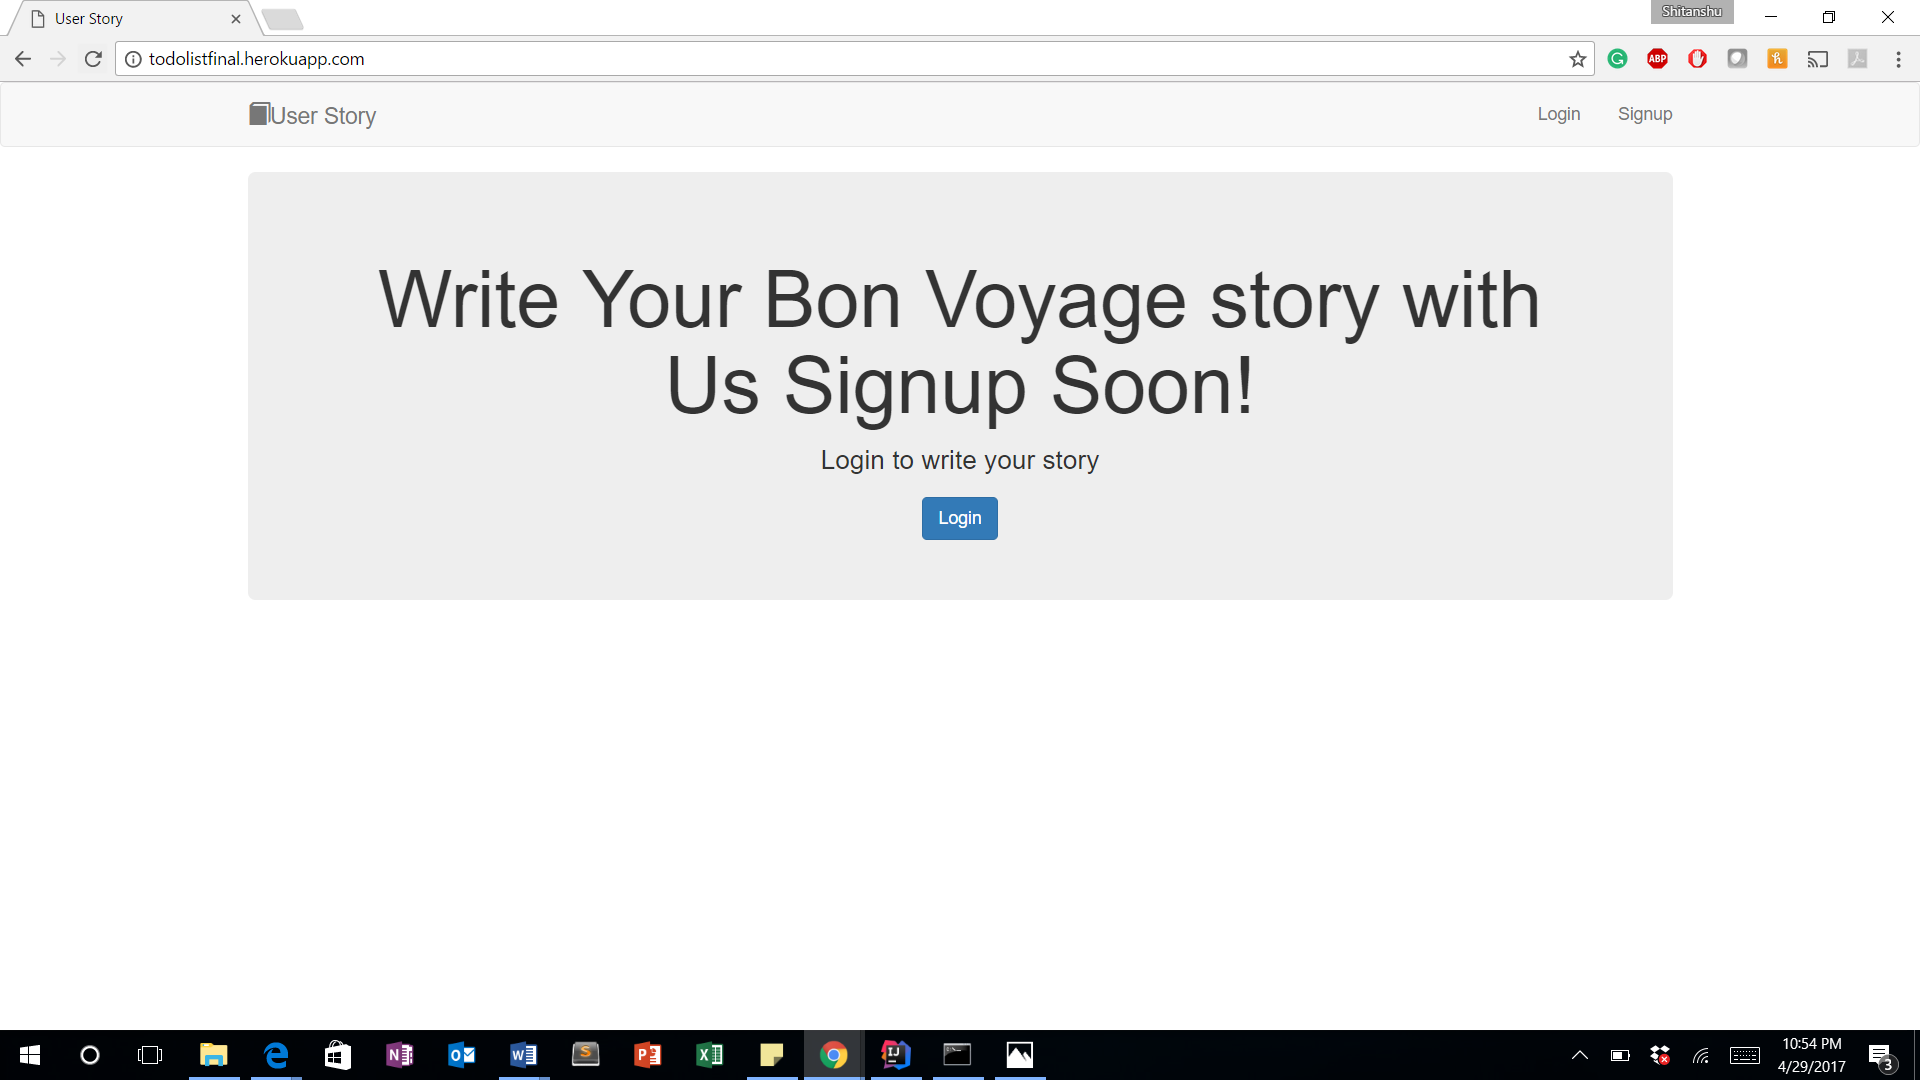 User Story
Shitanshu
todolistfinal.herokuapp.com
ABP
User Story
Login
Signup
Write Your Bon Voyage story with
Us Signup Soon!
Login to write your story
Login
10:54 PM
4/29/2017
3